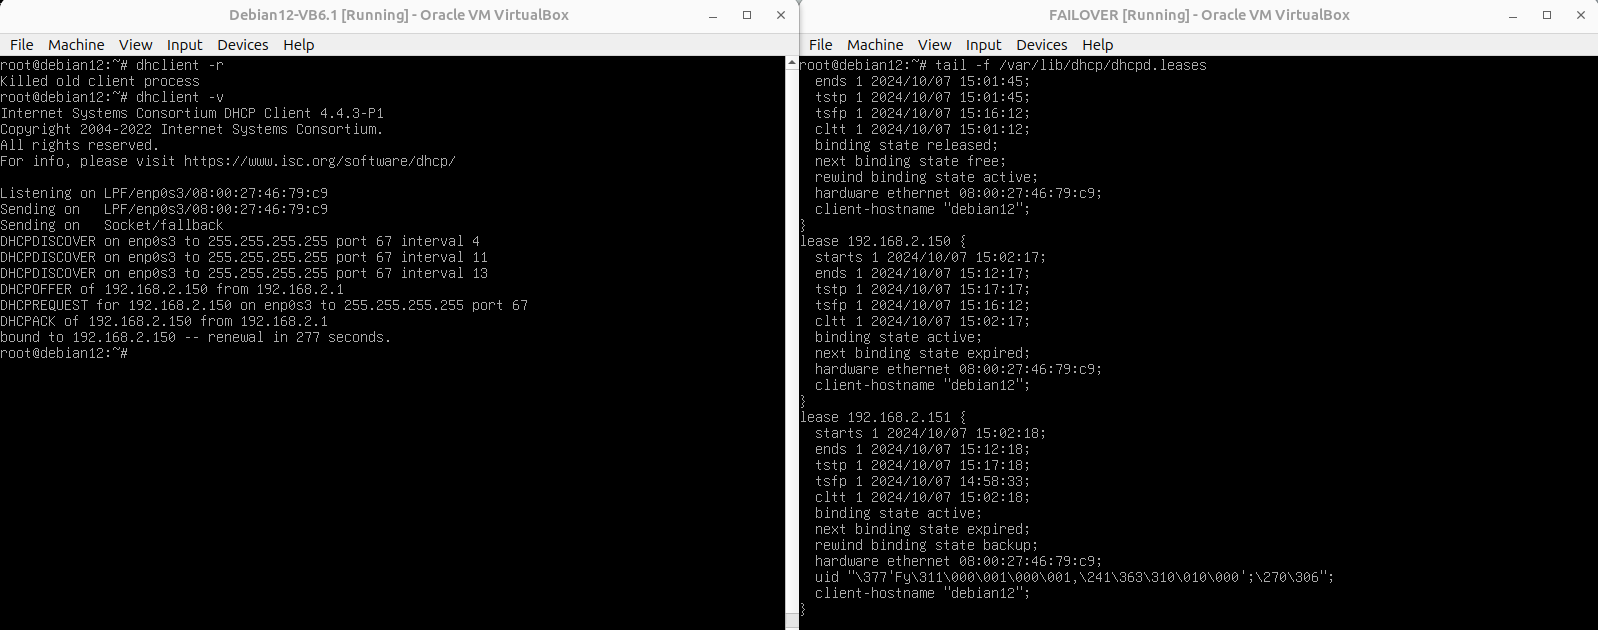 Debian12-VB6.1 [Running] - Oracle VM VirtualBox
File Machine View Input Devices Help
root@debian12:~# dhclient -r
Killed old client process
root@debian12:~# dhclient -v
Internet Systems Consortium DHCP Client 4.4.3-P1
Copyright 2004-2022 Internet Systems Consortium.
All rights reserved.
For info, please visit https://www.isc.org/software/dhcp/

Listening on LPF/enp0s3/08:00:27:46:79:c9
Sending on   LPF/enp0s3/08:00:27:46:79:c9
Sending on   Socket/fallback
DHCPDISCOVER on enp0s3 to 255.255.255.255 port 67 interval 4
DHCPDISCOVER on enp0s3 to 255.255.255.255 port 67 interval 11
DHCPDISCOVER on enp0s3 to 255.255.255.255 port 67 interval 13
DHCPOFFER of 192.168.2.150 from 192.168.2.1
DHCPREQUEST for 192.168.2.150 on enp0s3 to 255.255.255.255 port 67
DHCPACK of 192.168.2.150 from 192.168.2.1
bound to 192.168.2.150 -- renewal in 277 seconds.
root@debian12:~#
FAILOVER [Running] - Oracle VM VirtualBox
File Machine View Input Devices Help
root@debian12:~# tail -f /var/lib/dhcp/dhcpd.leases
  ends 1 2024/10/07 15:01:45;
  tstp 1 2024/10/07 15:01:45;
  tsfp 1 2024/10/07 15:16:12;
  cltt 1 2024/10/07 15:01:12;
  binding state released;
  next binding state free;
  rewind binding state active;
  hardware ethernet 08:00:27:46:79:c9;
  client-hostname "debian12";
}
lease 192.168.2.150 {
  starts 1 2024/10/07 15:02:17;
  ends 1 2024/10/07 15:12:17;
  tstp 1 2024/10/07 15:17:17;
  tsfp 1 2024/10/07 15:16:12;
  cltt 1 2024/10/07 15:02:17;
  binding state active;
  next binding state expired;
  hardware ethernet 08:00:27:46:79:c9;
  client-hostname "debian12";
}
lease 192.168.2.151 {
  starts 1 2024/10/07 15:02:18;
  ends 1 2024/10/07 15:12:18;
  tstp 1 2024/10/07 15:17:18;
  tsfp 1 2024/10/07 14:58:33;
  cltt 1 2024/10/07 15:02:18;
  binding state active;
  next binding state expired;
  rewind binding state backup;
  hardware ethernet 08:00:27:46:79:c9;
  uid "\377'Fy\311\000\001\000\001,\241\363\310\010\000';\270\306";
  client-hostname "debian12";
}